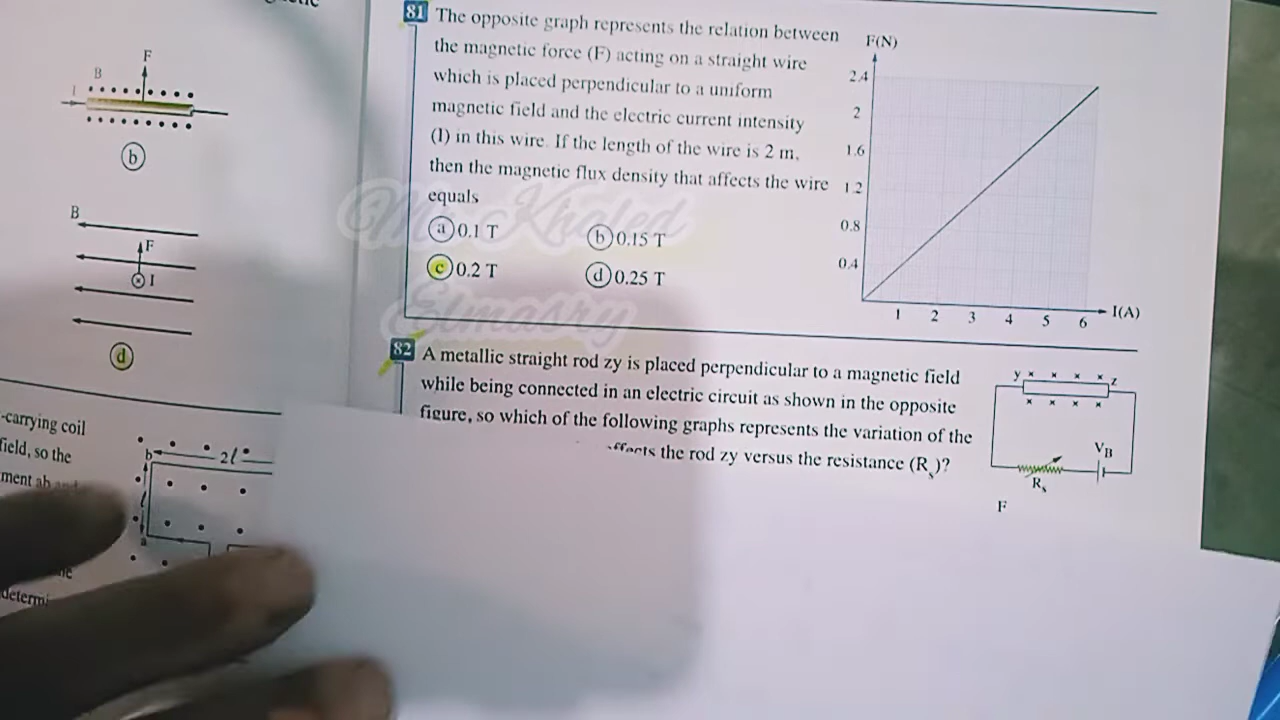 F
B
I
b
B
F
I
d
-carrying coil
field, so the
ment ab
determi
b
2ℓ
ℓ
a
81 The opposite graph represents the relation between
the magnetic force (F) acting on a straight wire
which is placed perpendicular to a uniform
magnetic field and the electric current intensity
(I) in this wire. If the length of the wire is 2 m,
then the magnetic flux density that affects the wire
equals
a 0.1 T b 0.15 T
c 0.2 T d 0.25 T
Mr. Khaled
Elmasry
F(N)
2.4
2
1.6
1.2
0.8
0.4
1 2 3 4 5 6 I(A)
82 A metallic straight rod zy is placed perpendicular to a magnetic field
while being connected in an electric circuit as shown in the opposite
figure, so which of the following graphs represents the variation of the
the rod zy versus the resistance (Rs)?
y z
VB
Rs
F